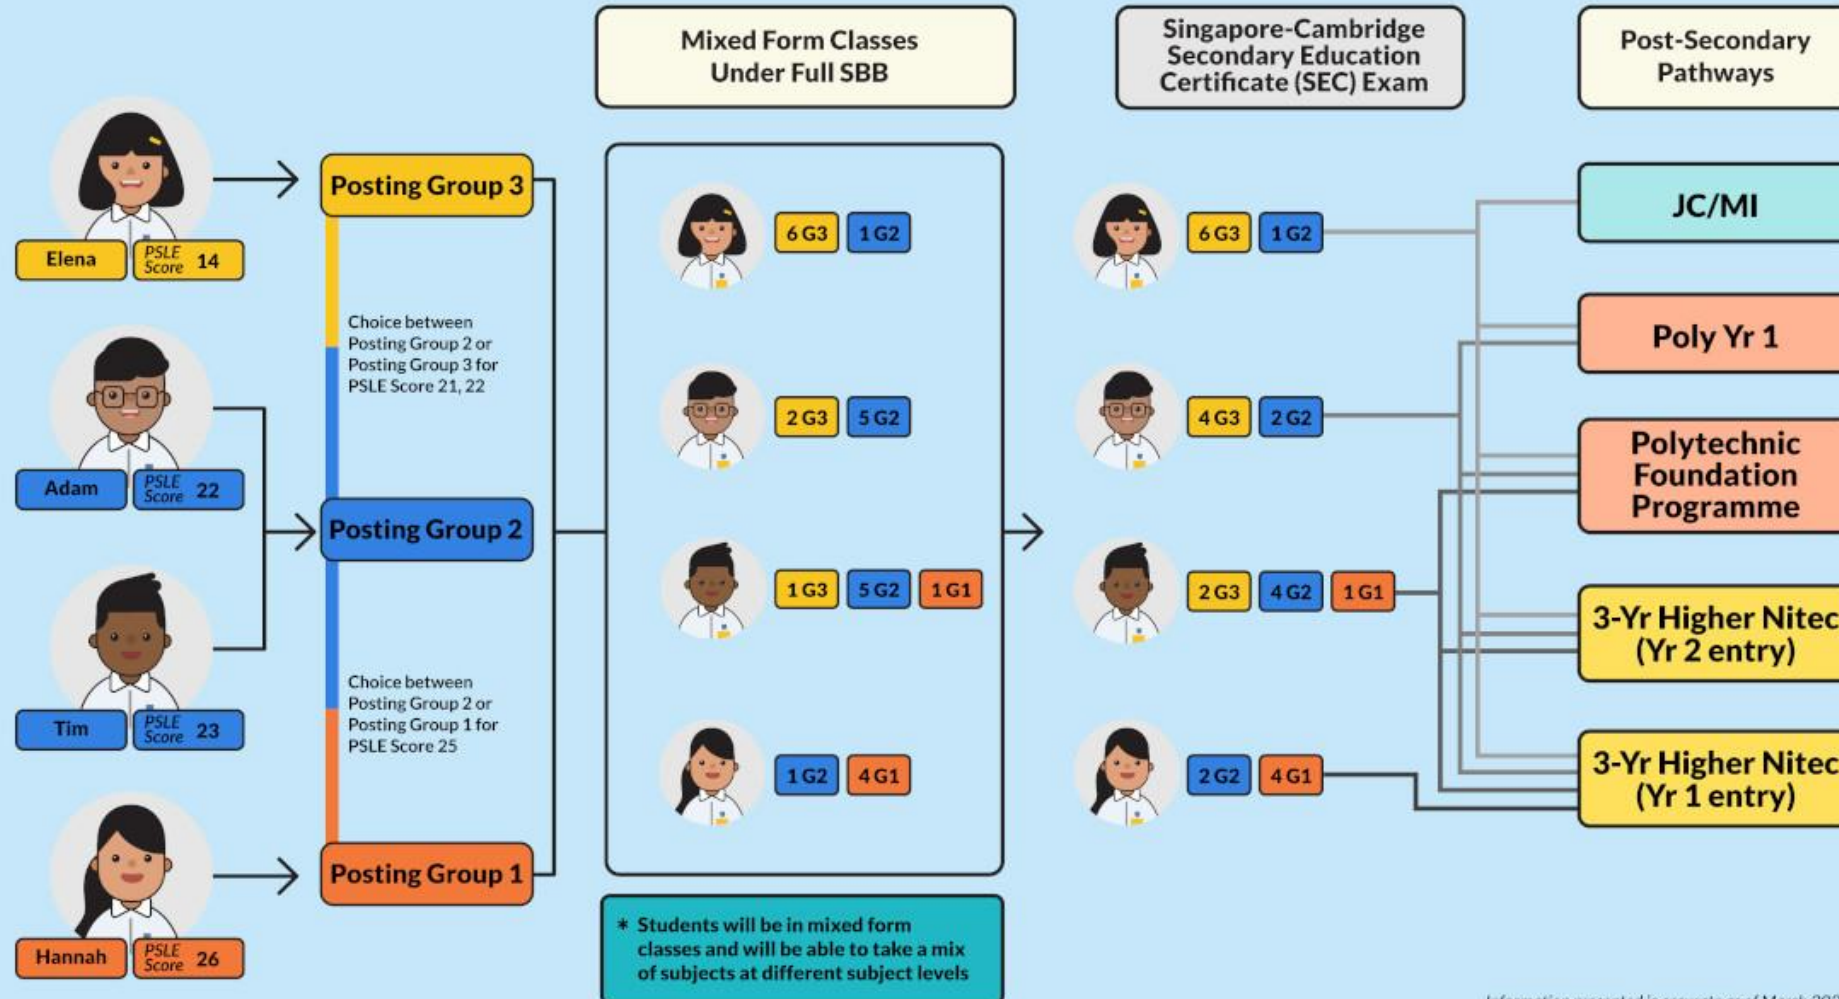 Mixed Form Classes
Under Full SBB
Singapore-Cambridge
Secondary Education
Certificate (SEC) Exam
Post-Secondary
Pathways
Elena
PSLE
Score 14
Adam
PSLE
Score 22
Tim
PSLE
Score 23
Hannah
PSLE
Score 26
Posting Group 3
Choice between
Posting Group 2 or
Posting Group 3 for
PSLE Score 21, 22
Posting Group 2
Choice between
Posting Group 2 or
Posting Group 1 for
PSLE Score 25
Posting Group 1
6 G3 1 G2
2 G3 5 G2
1 G3 5 G2 1 G1
1 G2 4 G1
* Students will be in mixed form
classes and will be able to take a mix
of subjects at different subject levels
6 G3 1 G2
4 G3 2 G2
2 G3 4 G2 1 G1
2 G2 4 G1
JC/MI
Poly Yr 1
Polytechnic
Foundation
Programme
3-Yr Higher Nitec
(Yr 2 entry)
3-Yr Higher Nitec
(Yr 1 entry)